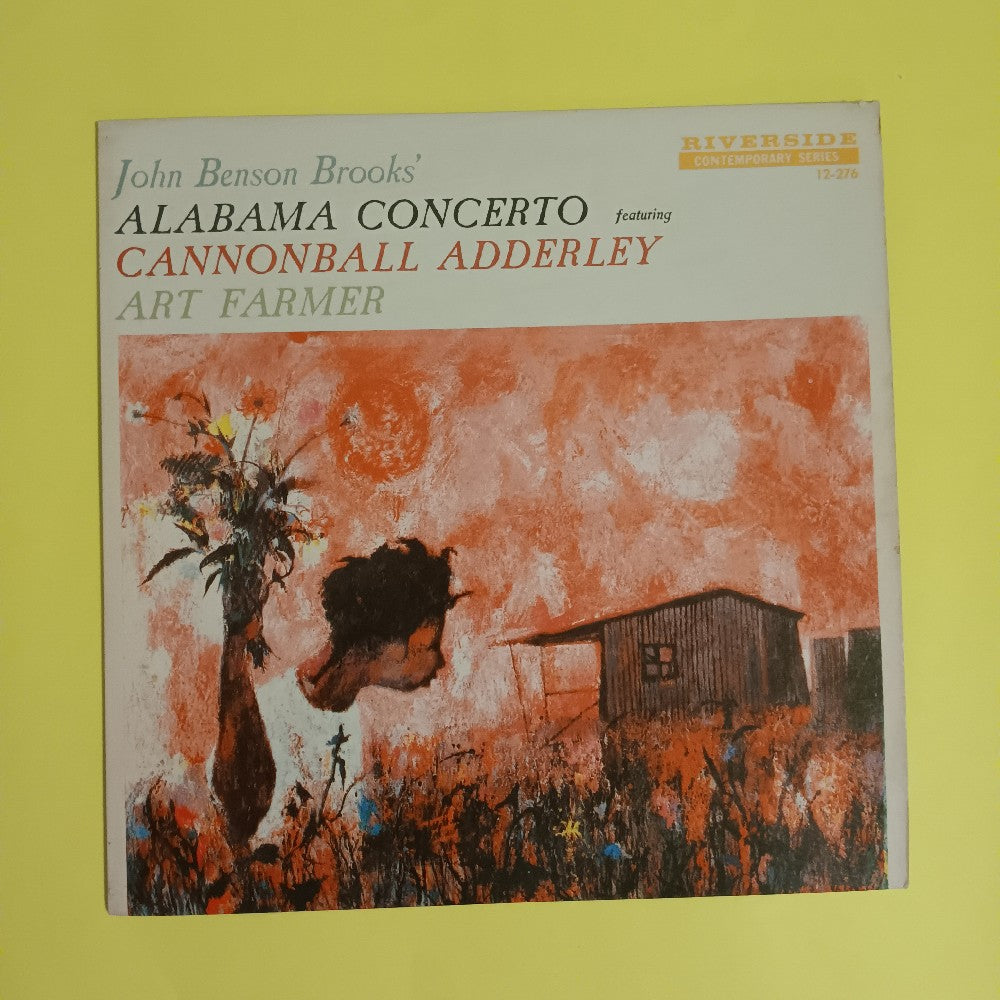 RIVERSIDE
CONTEMPORARY SERIES
12-276
John Benson Brooks'
ALABAMA CONCERTO featuring
CANNONBALL ADDERLEY
ART FARMER